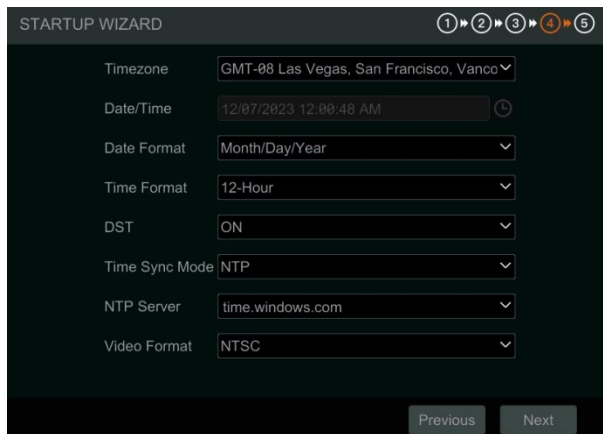 STARTUP WIZARD 1 2 3 4 5
Timezone GMT-08 Las Vegas, San Francisco, Vanco
Date/Time 12/07/2023 12:00:48 AM
Date Format Month/Day/Year
Time Format 12-Hour
DST ON
Time Sync Mode NTP
NTP Server time.windows.com
Video Format NTSC
Previous Next